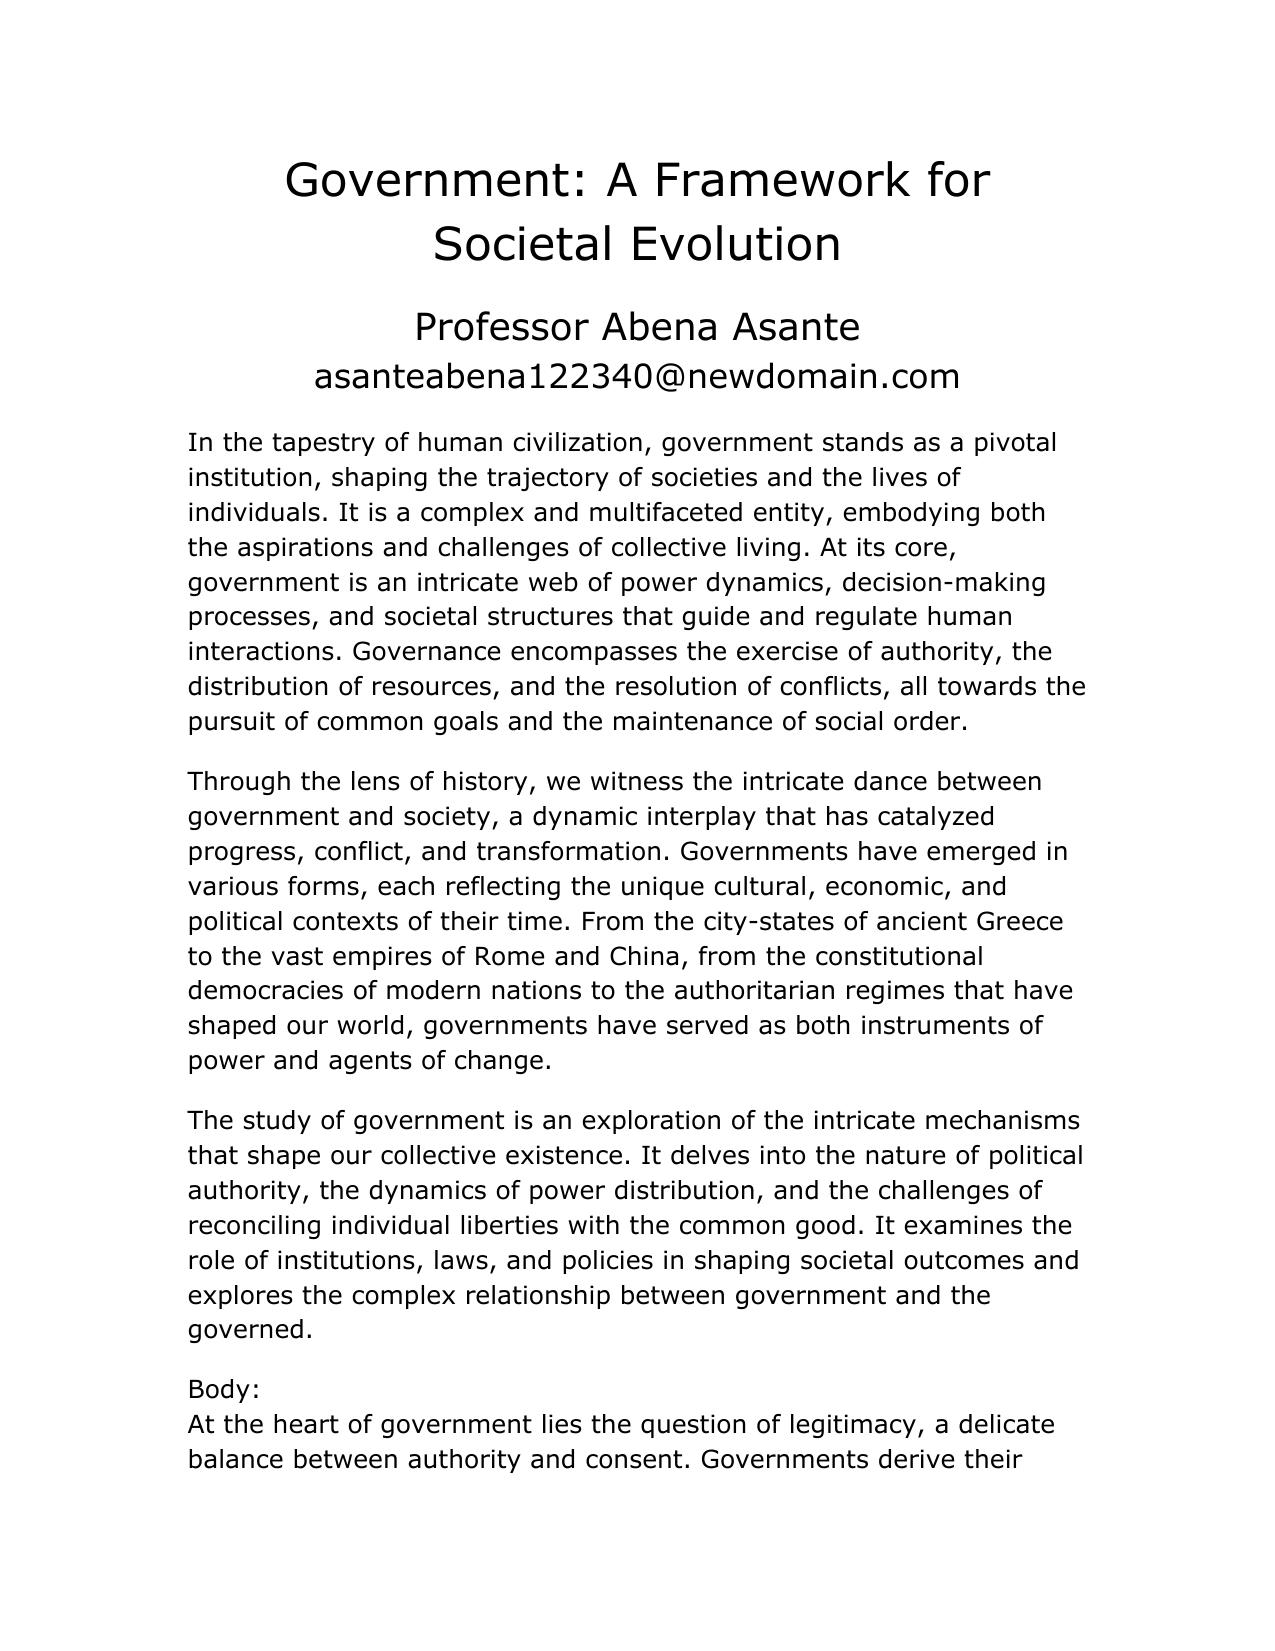 Government: A Framework for
Societal Evolution
Professor Abena Asante
asanteabena122340@newdomain.com
In the tapestry of human civilization, government stands as a pivotal
institution, shaping the trajectory of societies and the lives of
individuals. It is a complex and multifaceted entity, embodying both
the aspirations and challenges of collective living. At its core,
government is an intricate web of power dynamics, decision-making
processes, and societal structures that guide and regulate human
interactions. Governance encompasses the exercise of authority, the
distribution of resources, and the resolution of conflicts, all towards the
pursuit of common goals and the maintenance of social order.
Through the lens of history, we witness the intricate dance between
government and society, a dynamic interplay that has catalyzed
progress, conflict, and transformation. Governments have emerged in
various forms, each reflecting the unique cultural, economic, and
political contexts of their time. From the city-states of ancient Greece
to the vast empires of Rome and China, from the constitutional
democracies of modern nations to the authoritarian regimes that have
shaped our world, governments have served as both instruments of
power and agents of change.
The study of government is an exploration of the intricate mechanisms
that shape our collective existence. It delves into the nature of political
authority, the dynamics of power distribution, and the challenges of
reconciling individual liberties with the common good. It examines the
role of institutions, laws, and policies in shaping societal outcomes and
explores the complex relationship between government and the
governed.
Body:
At the heart of government lies the question of legitimacy, a delicate
balance between authority and consent. Governments derive their